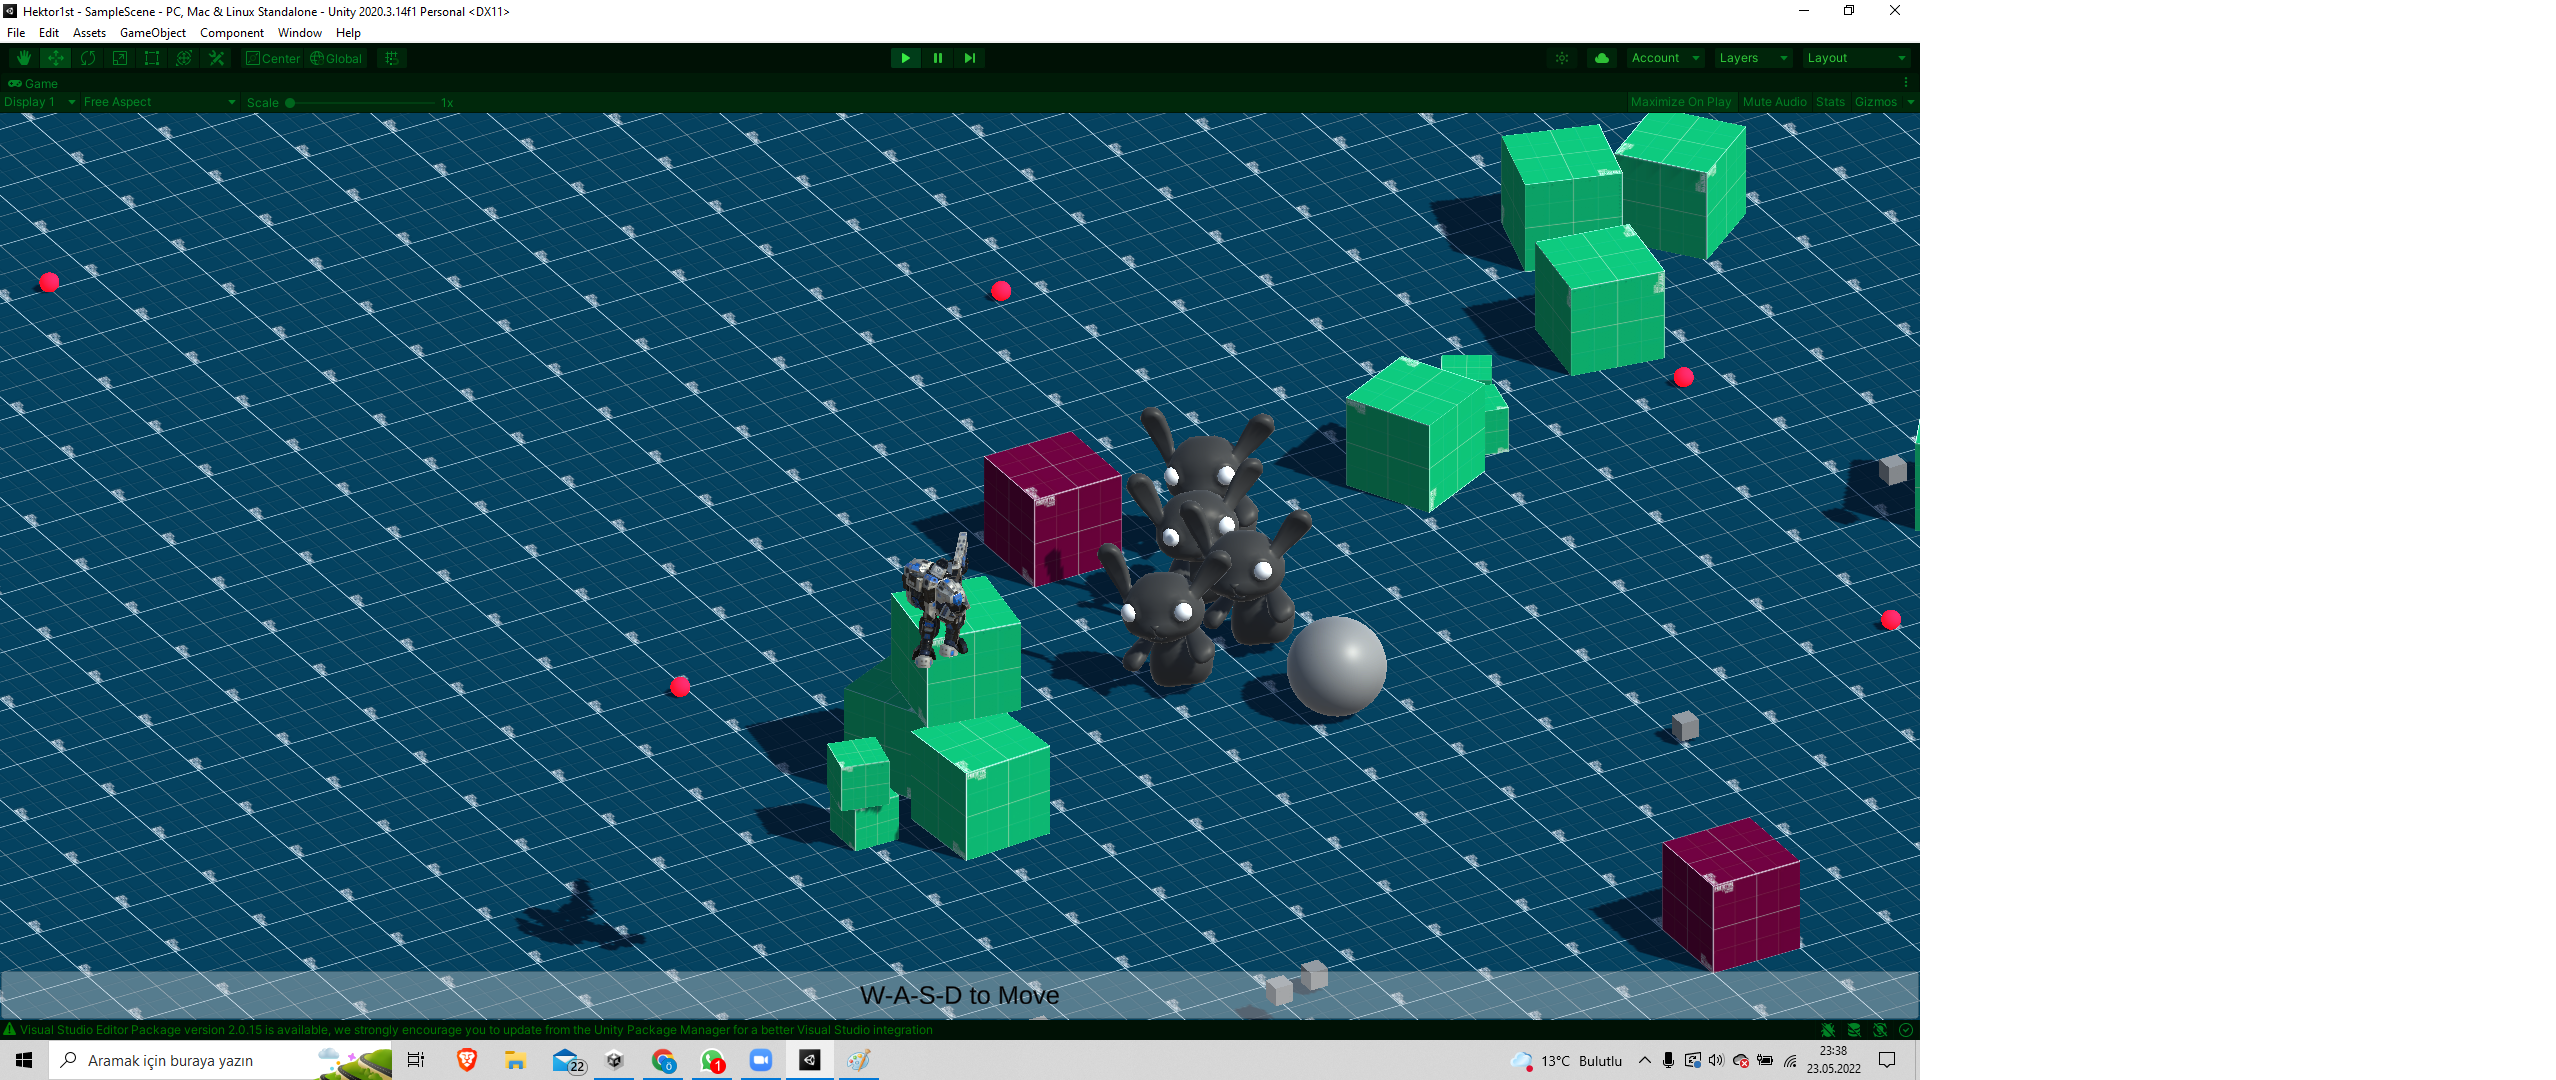 Hektor1st - SampleScene - PC, Mac & Linux Standalone - Unity 2020.3.14f1 Personal <DX11>
File Edit Assets GameObject Component Window Help
Center Global Account Layers Layout
Game
Display 1 Free Aspect Scale 1x Maximize On Play Mute Audio Stats Gizmos
W-A-S-D to Move
Visual Studio Editor Package version 2.0.15 is available, we strongly encourage you to update from the Unity Package Manager for a better Visual Studio integration
Aramak için buraya yazın 22 1 13°C Bulutlu 23:38
23.05.2022